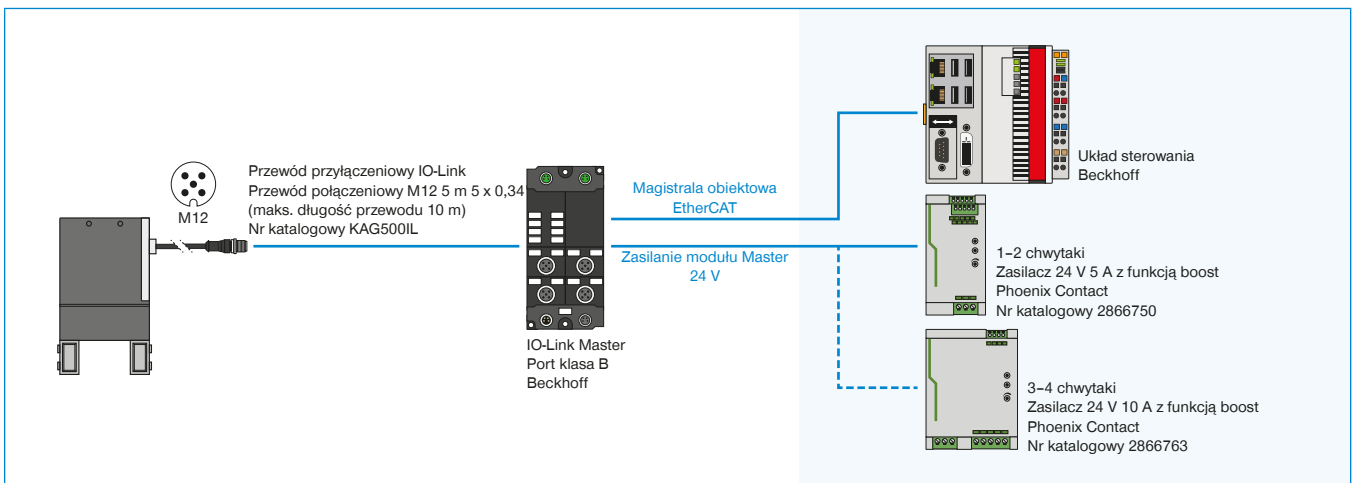 M12
Przewód przyłączeniowy IO-Link
Przewód połączeniowy M12 5 m 5 x 0,34
(maks. długość przewodu 10 m)
Nr katalogowy KAG500IL
IO-Link Master
Port klasa B
Beckhoff
Magistrala obiektowa
EtherCAT
Zasilanie modułu Master
24 V
Układ sterowania
Beckhoff
1–2 chwytaki
Zasilacz 24 V 5 A z funkcją boost
Phoenix Contact
Nr katalogowy 2866750
3–4 chwytaki
Zasilacz 24 V 10 A z funkcją boost
Phoenix Contact
Nr katalogowy 2866763